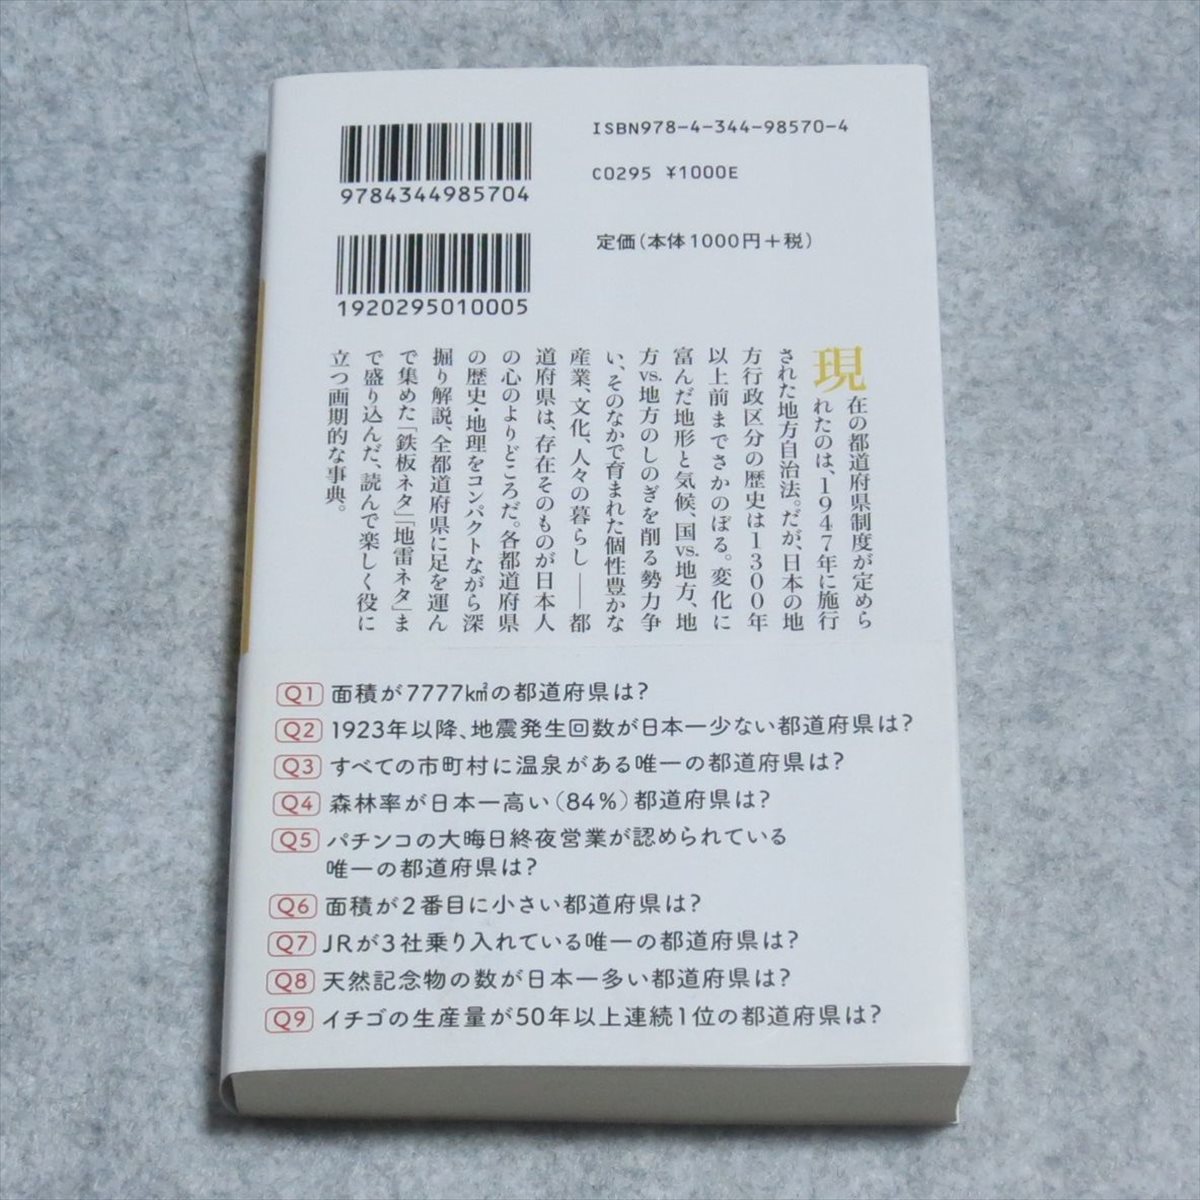 ISBN978-4-344-98570-4
9784344985704
C0295 ¥1000E
定価(本体1000円+税)
1920295010005
現在の都道府県制度が定めら
れたのは、1947年に施行
された地方自治法。だが、日本の地
方行政区分の歴史は1300年
以上前までさかのぼる。変化に
富んだ地形と気候、国vs.地方、地
方vs.地方のしのぎを削る勢力争
い、そのなかで育まれた個性豊かな
産業、文化、人々の暮らし――都
道府県は、存在そのものが日本人
の心のよりどころだ。各都道府県
の歴史・地理をコンパクトながら深
掘り解説、全都道府県に足を運ん
で集めた「鉄板ネタ」「地雷ネタ」ま
で盛り込んだ、読んで楽しく役に
立つ画期的な事典。
Q1 面積が7777㎢の都道府県は?
Q2 1923年以降、地震発生回数が日本一少ない都道府県は?
Q3 すべての市町村に温泉がある唯一の都道府県は?
Q4 森林率が日本一高い(84%)都道府県は?
Q5 パチンコの大晦日終夜営業が認められている
唯一の都道府県は?
Q6 面積が2番目に小さい都道府県は?
Q7 JRが3社乗り入れている唯一の都道府県は?
Q8 天然記念物の数が日本一多い都道府県は?
Q9 イチゴの生産量が50年以上連続1位の都道府県は?